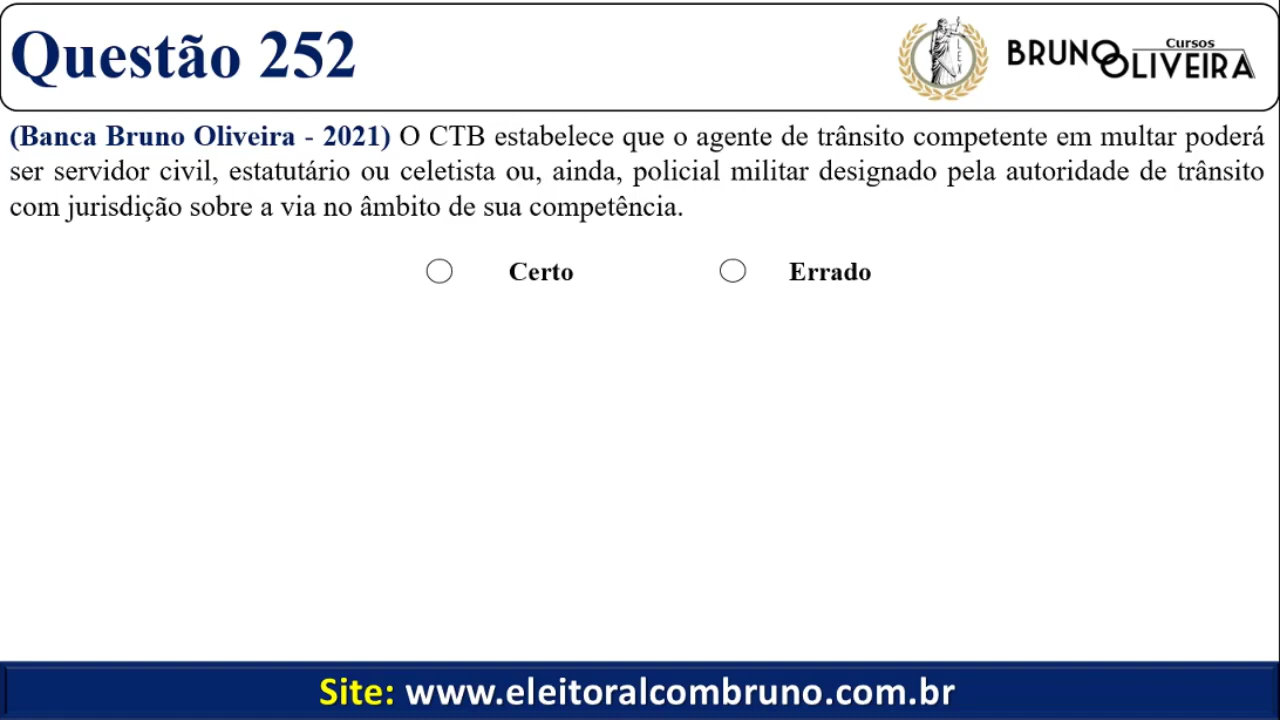 Questão 252
LEX
Cursos
BRUNO
OLIVEIRA
(Banca Bruno Oliveira - 2021) O CTB estabelece que o agente de trânsito competente em multar poderá
ser servidor civil, estatutário ou celetista ou, ainda, policial militar designado pela autoridade de trânsito
com jurisdição sobre a via no âmbito de sua competência.
Certo Errado
Site: www.eleitoralcombruno.com.br